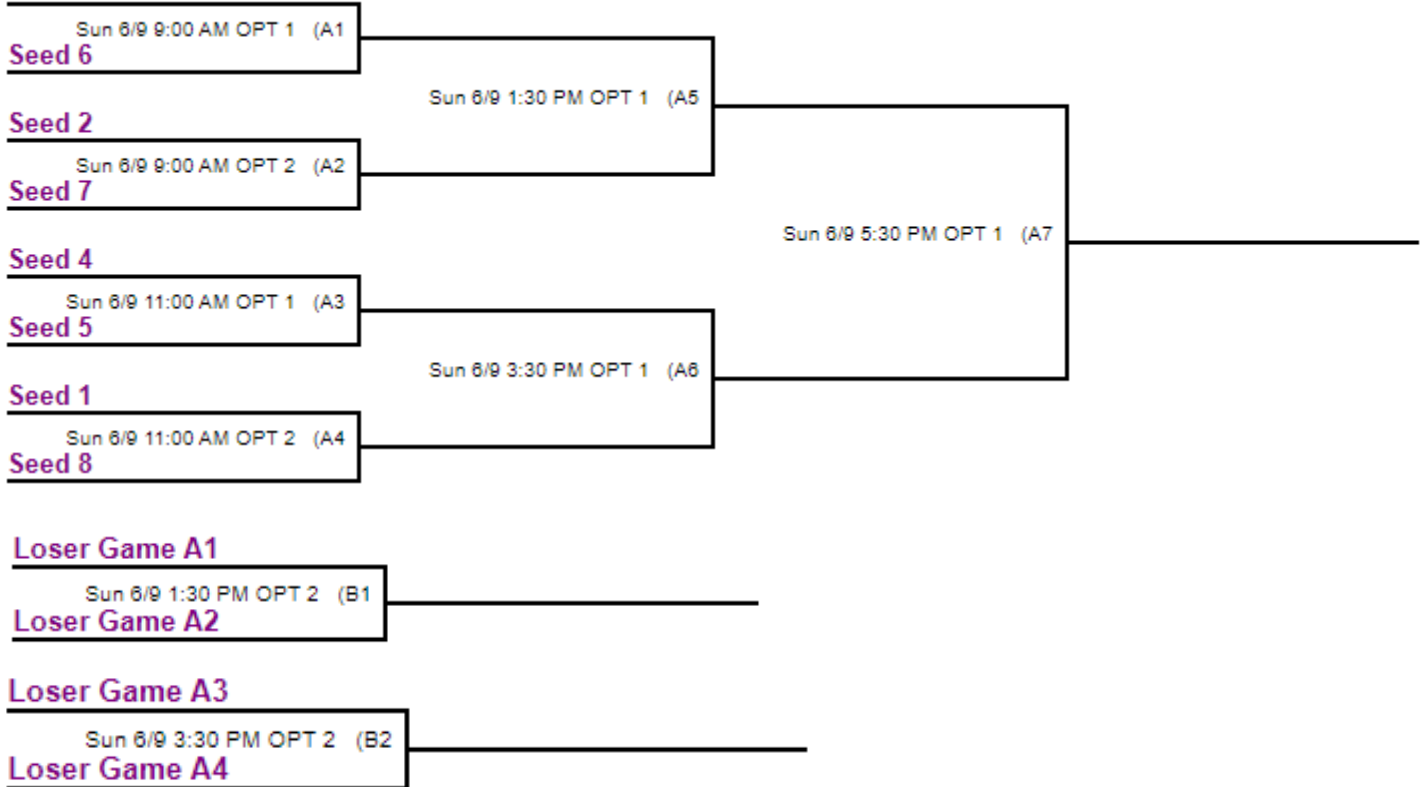 Sun 6/9 9:00 AM OPT 1 (A1
Seed 6
Sun 6/9 1:30 PM OPT 1 (A5
Seed 2
Sun 6/9 9:00 AM OPT 2 (A2
Seed 7
Sun 6/9 5:30 PM OPT 1 (A7
Seed 4
Sun 6/9 11:00 AM OPT 1 (A3
Seed 5
Sun 6/9 3:30 PM OPT 1 (A6
Seed 1
Sun 6/9 11:00 AM OPT 2 (A4
Seed 8
Loser Game A1
Sun 6/9 1:30 PM OPT 2 (B1
Loser Game A2
Loser Game A3
Sun 6/9 3:30 PM OPT 2 (B2
Loser Game A4